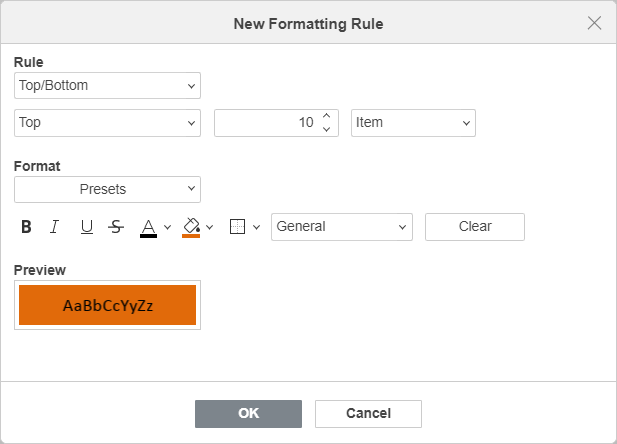 New Formatting Rule
Rule
Top/Bottom
Top 10 Item
Format
Presets
B I U S A General Clear
Preview
AaBbCcYyZz
OK Cancel